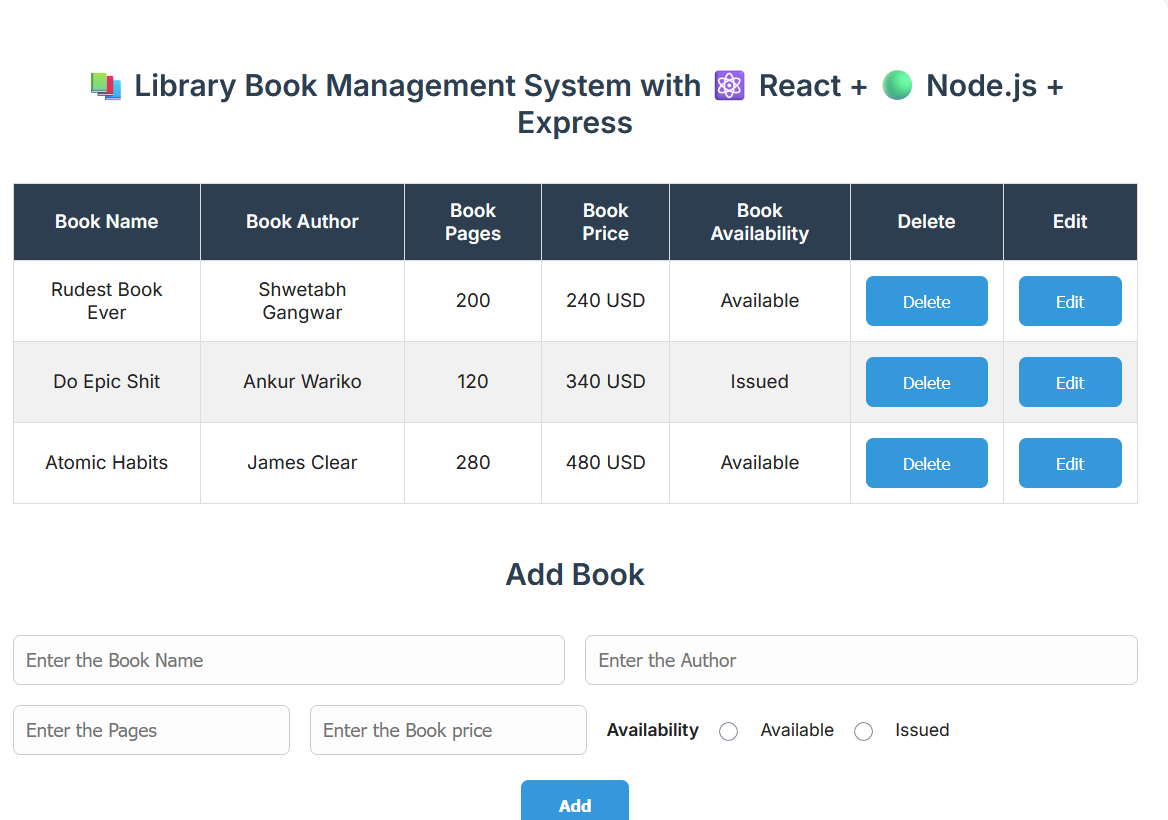 📚 Library Book Management System with ⚛️ React + 🟢 Node.js +
Express
Book Name Book Author Book Pages Book Price Book Availability Delete Edit
Rudest Book Ever Shwetabh Gangwar 200 240 USD Available Delete Edit
Do Epic Shit Ankur Wariko 120 340 USD Issued Delete Edit
Atomic Habits James Clear 280 480 USD Available Delete Edit
Add Book
Enter the Book Name Enter the Author
Enter the Pages Enter the Book price Availability Available Issued
Add